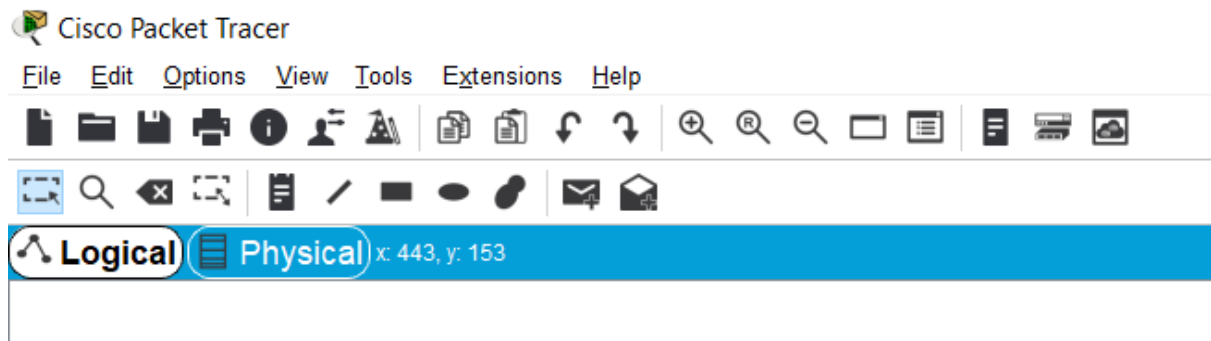 Cisco Packet Tracer
File Edit Options View Tools Extensions Help
R
Logical Physical x: 443, y: 153